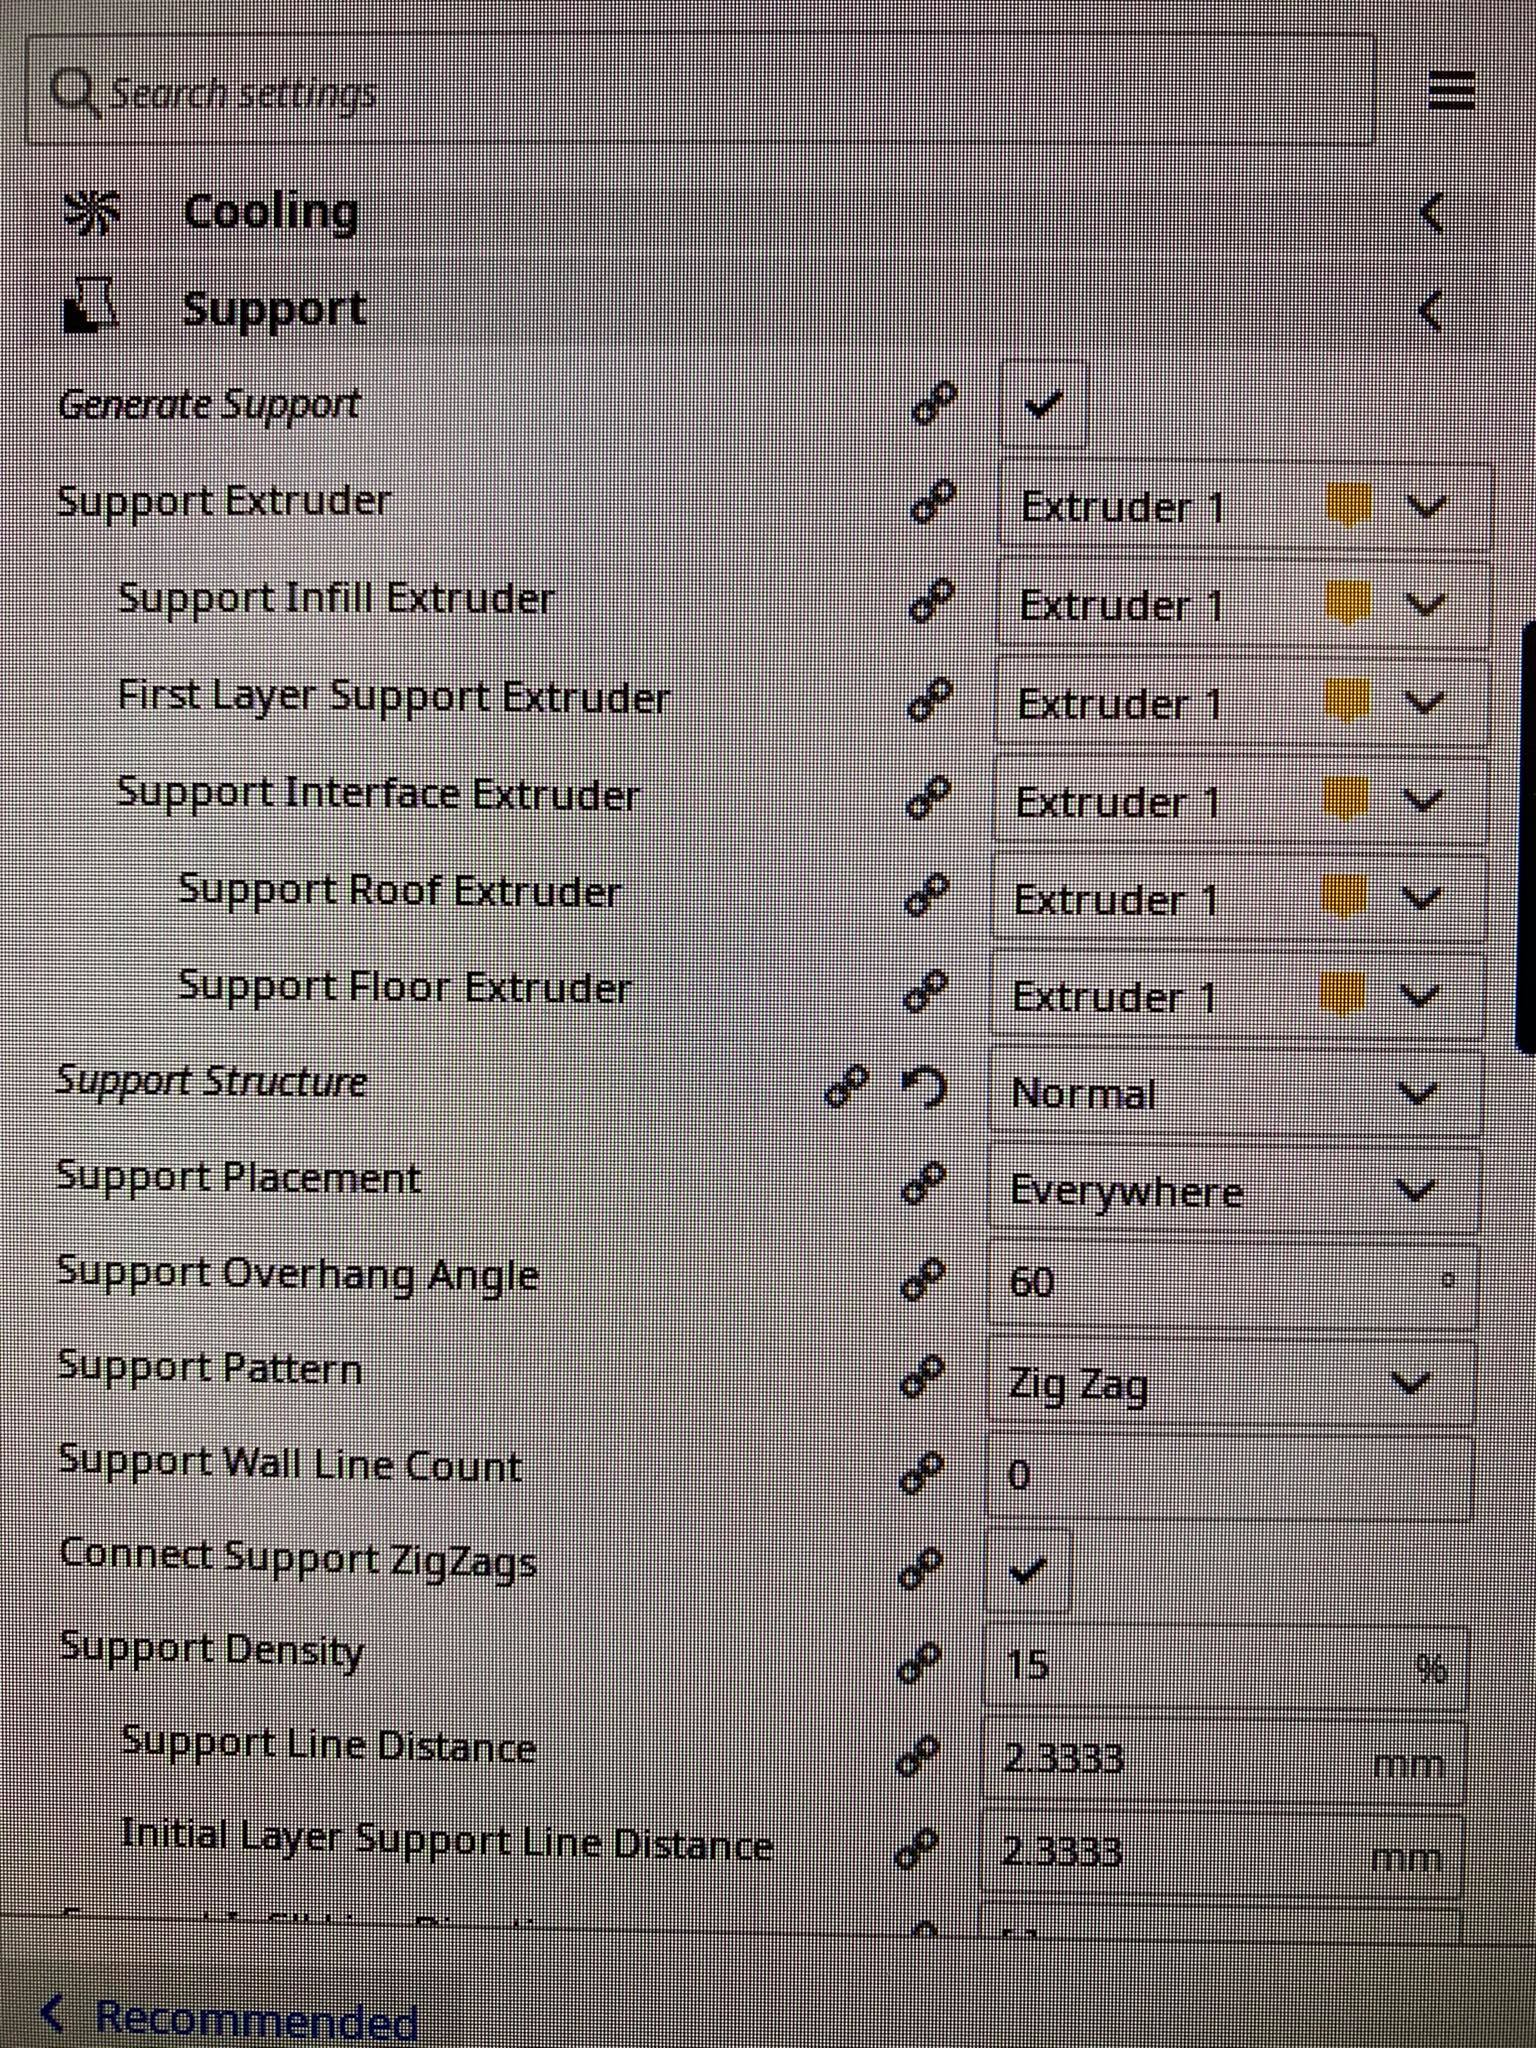 Search settings
Cooling
Support
Generate Support
Support Extruder Extruder 1
Support Infill Extruder Extruder 1
First Layer Support Extruder Extruder 1
Support Interface Extruder Extruder 1
Support Roof Extruder Extruder 1
Support Floor Extruder Extruder 1
Support Structure Normal
Support Placement Everywhere
Support Overhang Angle 60 °
Support Pattern Zig Zag
Support Wall Line Count 0
Connect Support ZigZags
Support Density 15 %
Support Line Distance 2.3333 mm
Initial Layer Support Line Distance 2.3333 mm
Recommended